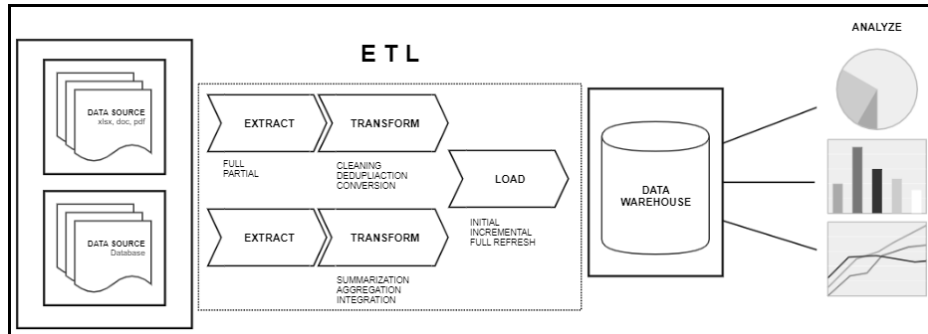 E T L
ANALYZE
DATA SOURCE
xlsx, doc, pdf
EXTRACT
TRANSFORM
FULL
PARTIAL
CLEANING
DEDUPLIACTION
CONVERSION
LOAD
INITIAL
INCREMENTAL
FULL REFRESH
DATA
WAREHOUSE
DATA SOURCE
Database
EXTRACT
TRANSFORM
SUMMARIZATION
AGGREGATION
INTEGRATION